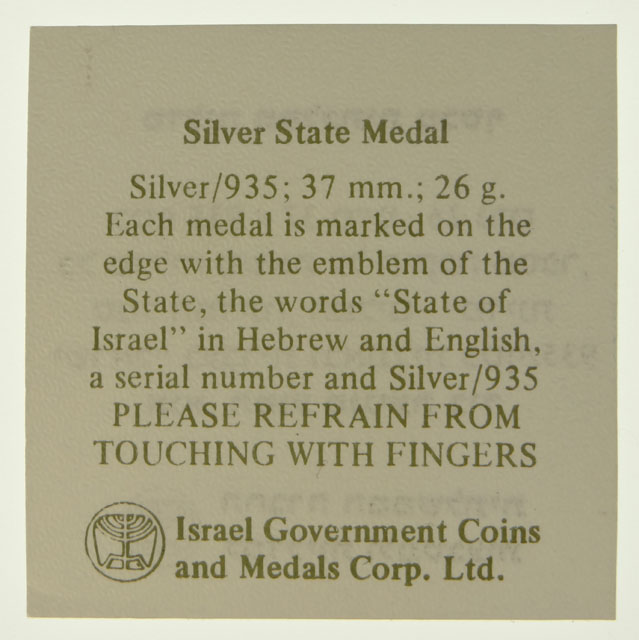 Silver State Medal
Silver/935; 37 mm.; 26 g.
Each medal is marked on the
edge with the emblem of the
State, the words “State of
Israel” in Hebrew and English,
a serial number and Silver/935
PLEASE REFRAIN FROM
TOUCHING WITH FINGERS
Israel Government Coins
and Medals Corp. Ltd.